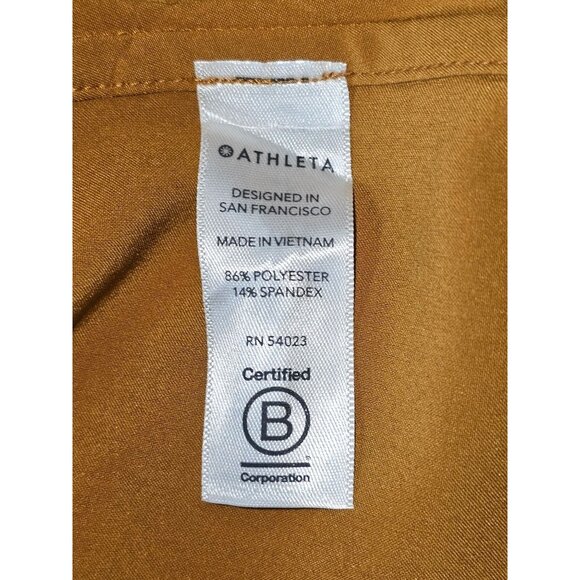 ATHLETA
DESIGNED IN
SAN FRANCISCO
MADE IN VIETNAM
86% POLYESTER
14% SPANDEX
RN 54023
Certified
B
Corporation